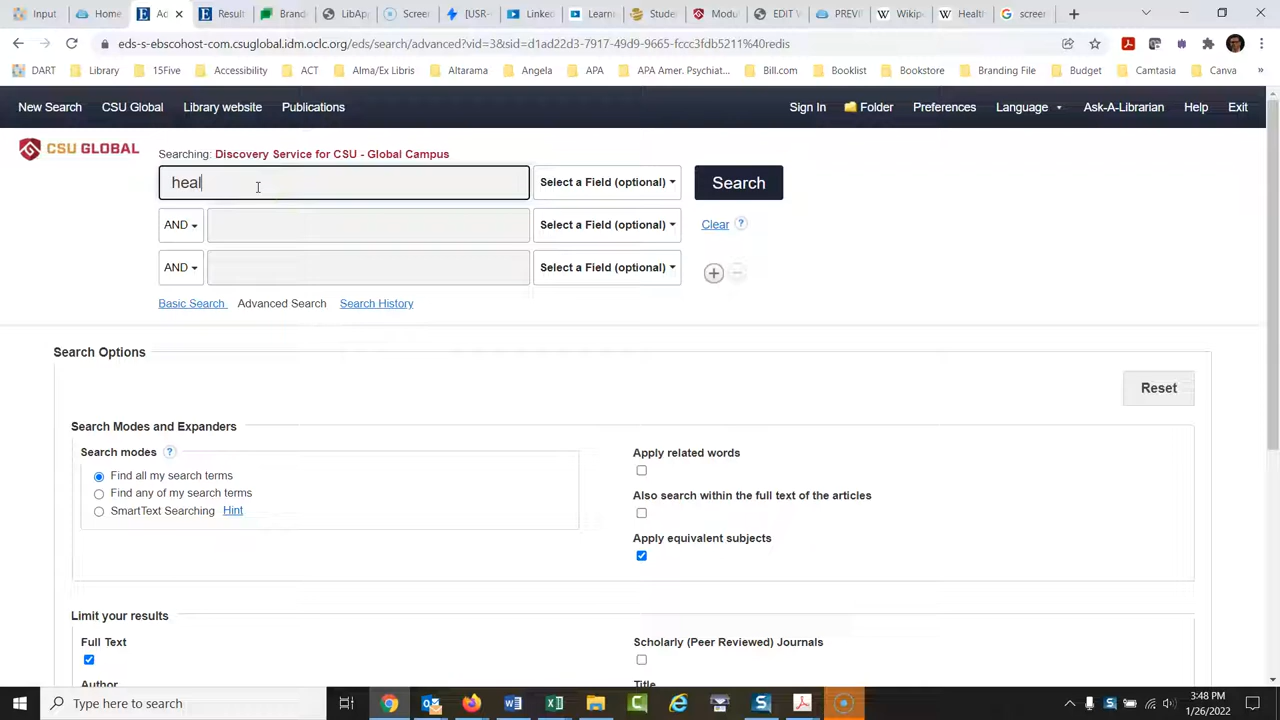 Input
Home
Ad
Result
Brand
LibAp
Screen
[USR-
Linked
Learne
Stude
Modu
EDIT V
PREVI
Wikip
Health
screen
eds-s-ebscohost-com.csuglobal.idm.oclc.org/eds/search/advanced?vid=3&sid=d1ed22d3-7917-49d9-9665-fccc3fdb5211%40redis
DART
Library
15Five
Accessibility
ACT
Alma/Ex Libris
Altarama
Angela
APA
APA Amer. Psychiat...
Bill.com
Booklist
Bookstore
Branding File
Budget
Camtasia
Canva
»
New Search
CSU Global
Library website
Publications
Sign In
Folder
Preferences
Language
Ask-A-Librarian
Help
Exit
CSU GLOBAL
Searching: Discovery Service for CSU - Global Campus
heal
Select a Field (optional)
Search
AND
Select a Field (optional)
Clear ?
AND
Select a Field (optional)
Basic Search
Advanced Search
Search History
Search Options
Reset
Search Modes and Expanders
Search modes ?
Find all my search terms
Find any of my search terms
SmartText Searching Hint
Apply related words
Also search within the full text of the articles
Apply equivalent subjects
Limit your results
Full Text
Scholarly (Peer Reviewed) Journals
Author
Title
Type here to search
3:48 PM
1/26/2022